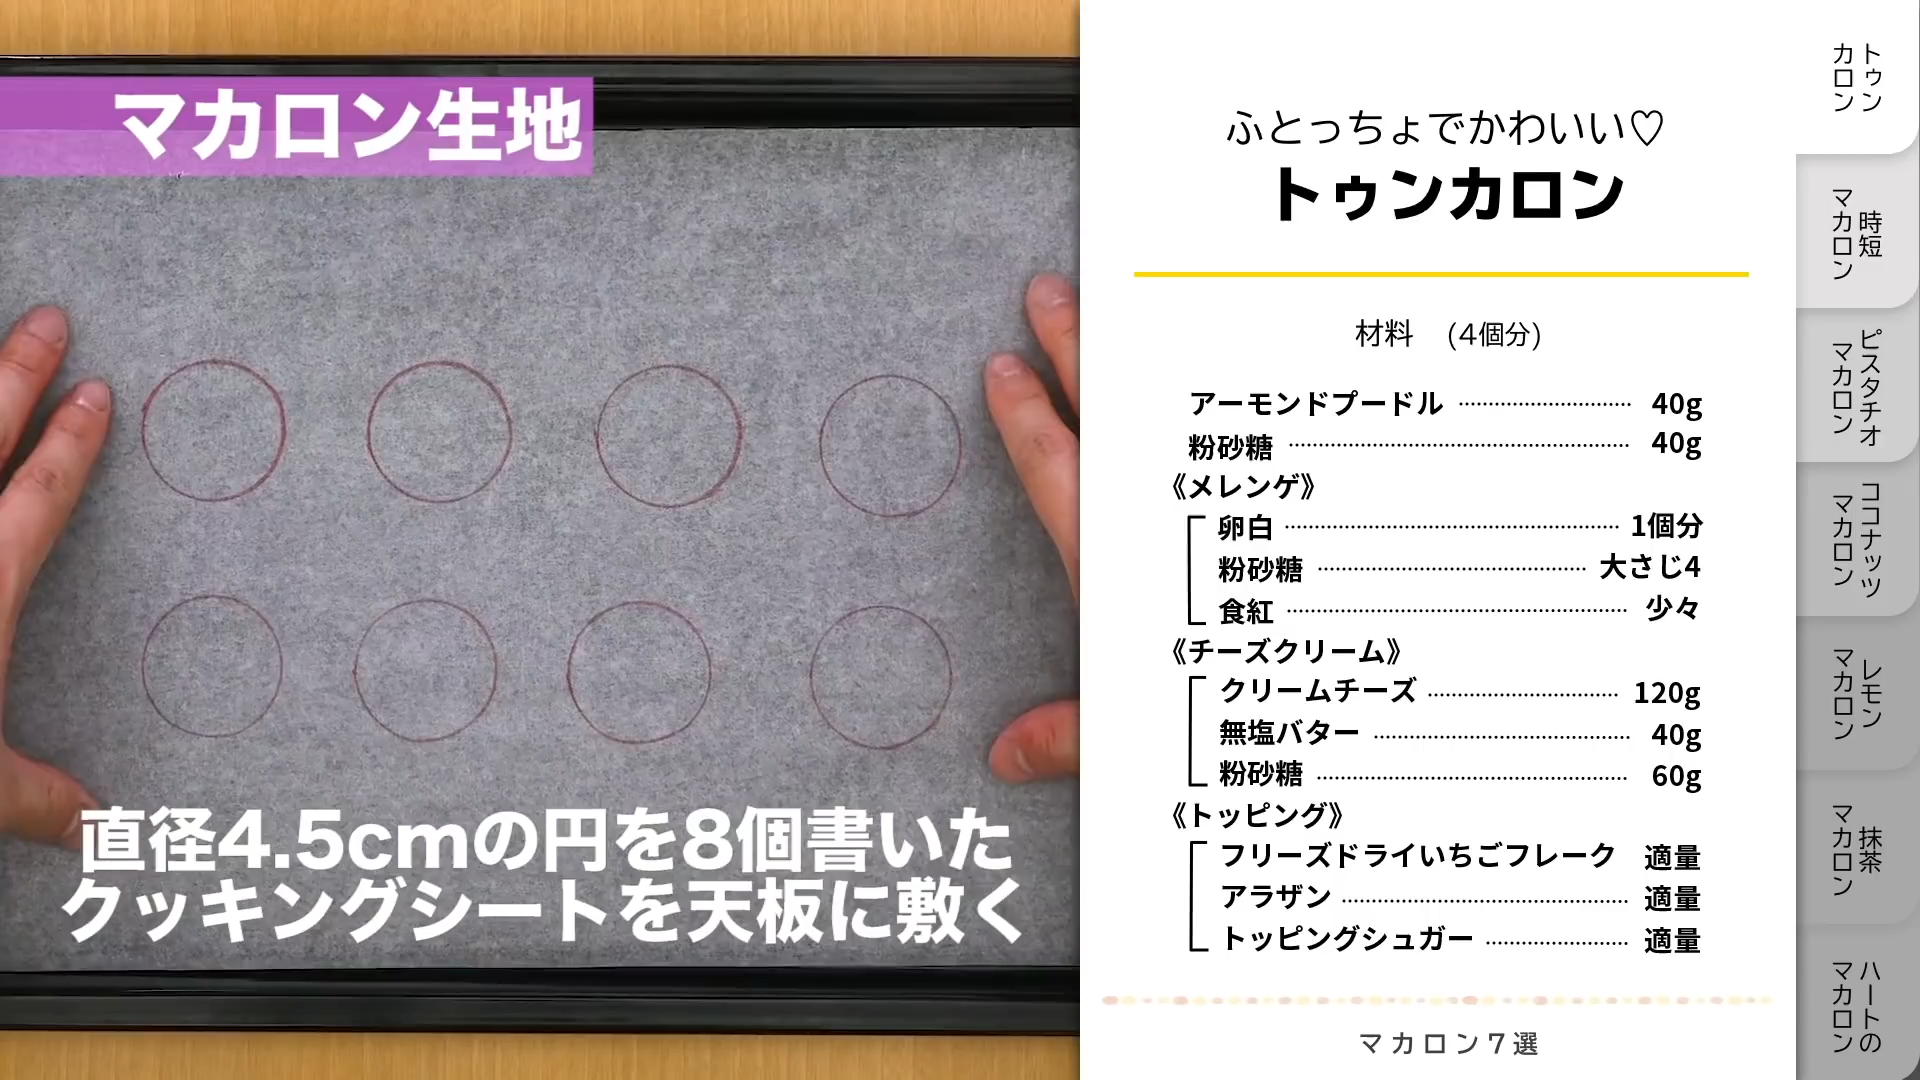 マカロン生地
直径4.5cmの円を8個書いた
クッキングシートを天板に敷く
ふとっちょでかわいい♡
トゥンカロン
材料 (4個分)
アーモンドプードル 40g
粉砂糖 40g
《メレンゲ》
卵白 1個分
粉砂糖 大さじ4
食紅 少々
《チーズクリーム》
クリームチーズ 120g
無塩バター 40g
粉砂糖 60g
《トッピング》
フリーズドライいちごフレーク 適量
アラザン 適量
トッピングシュガー 適量
マカロン7選
トゥン
カロン
時短
マカロン
ピスタチオ
マカロン
ココナッツ
マカロン
レモン
マカロン
抹茶
マカロン
ハートの
マカロン